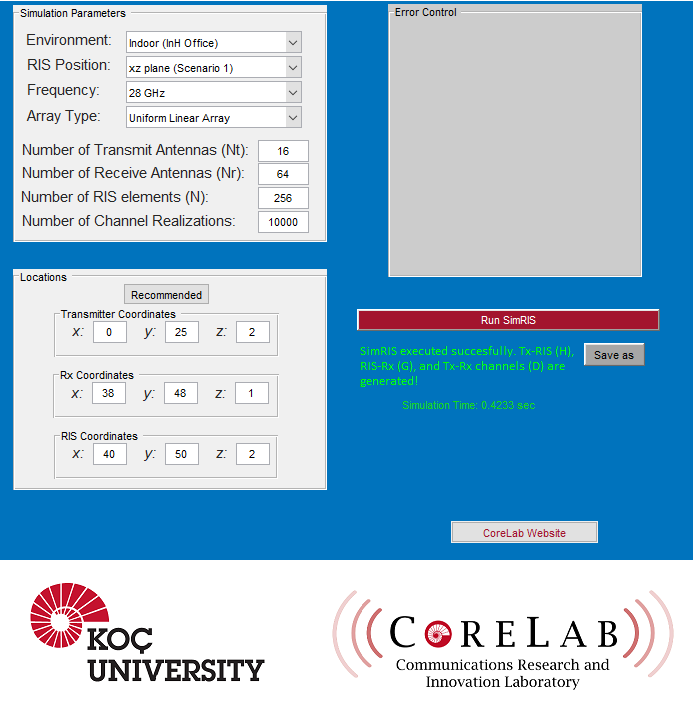 Simulation Parameters
Environment: Indoor (InH Office)
RIS Position: xz plane (Scenario 1)
Frequency: 28 GHz
Array Type: Uniform Linear Array
Number of Transmit Antennas (Nt): 16
Number of Receive Antennas (Nr): 64
Number of RIS elements (N): 256
Number of Channel Realizations: 10000
Locations
Recommended
Transmitter Coordinates
x: 0 y: 25 z: 2
Rx Coordinates
x: 38 y: 48 z: 1
RIS Coordinates
x: 40 y: 50 z: 2
Error Control
Run SimRIS
SimRIS executed succesfully. Tx-RIS (H),
RIS-Rx (G), and Tx-Rx channels (D) are
generated!
Save as
Simulation Time: 0.4233 sec
CoreLab Website
KOÇ
UNIVERSITY
CORELAB
Communications Research and
Innovation Laboratory